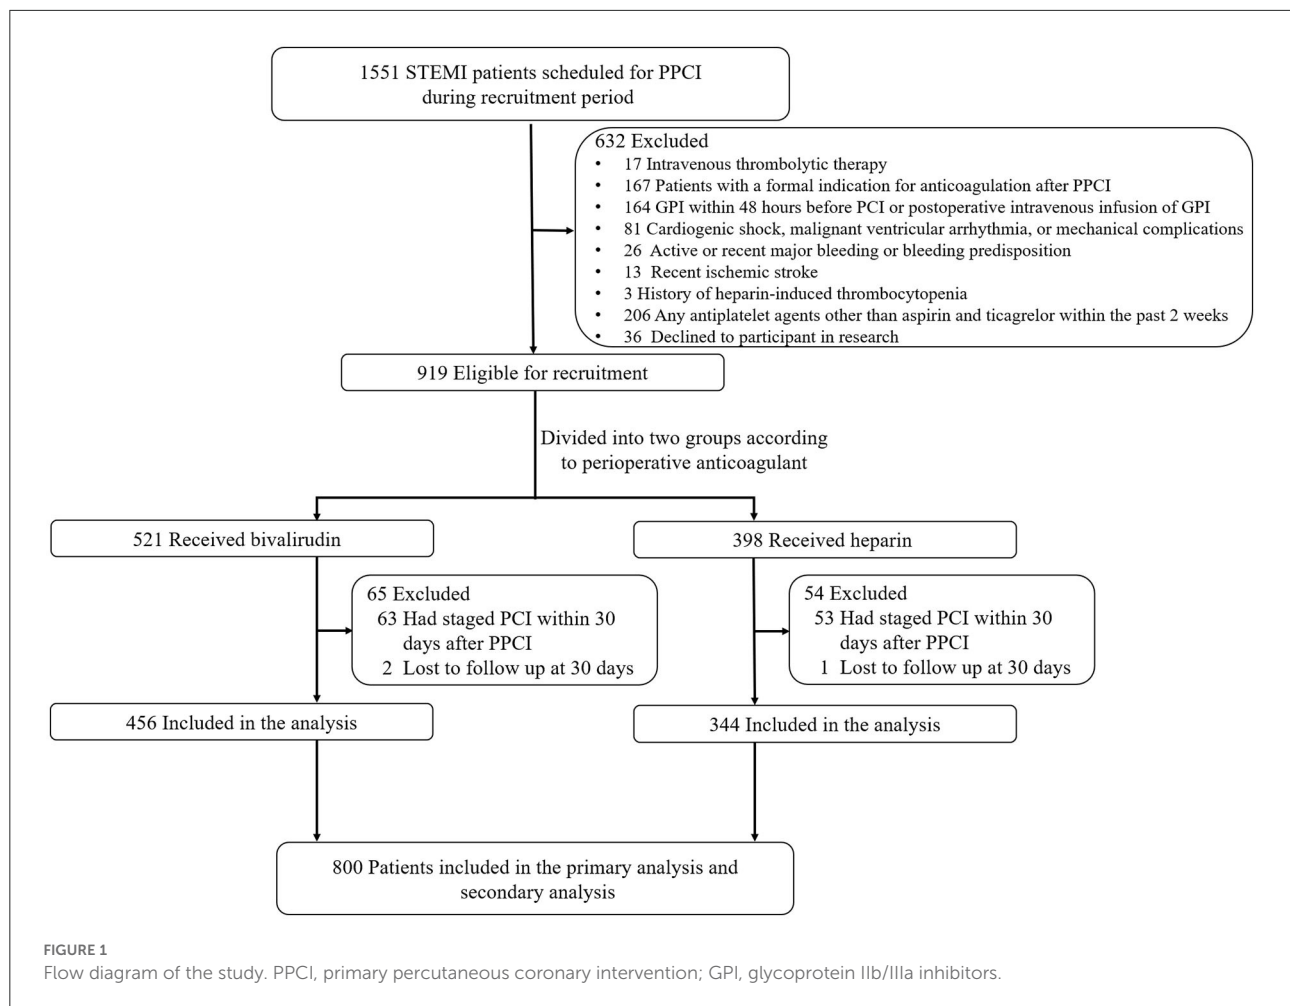 1551 STEMI patients scheduled for PPCI
during recruitment period
632 Excluded
• 17 Intravenous thrombolytic therapy
• 167 Patients with a formal indication for anticoagulation after PPCI
• 164 GPI within 48 hours before PCI or postoperative intravenous infusion of GPI
• 81 Cardiogenic shock, malignant ventricular arrhythmia, or mechanical complications
• 26 Active or recent major bleeding or bleeding predisposition
• 13 Recent ischemic stroke
• 3 History of heparin-induced thrombocytopenia
• 206 Any antiplatelet agents other than aspirin and ticagrelor within the past 2 weeks
• 36 Declined to participant in research
919 Eligible for recruitment
Divided into two groups according
to perioperative anticoagulant
521 Received bivalirudin
398 Received heparin
65 Excluded
63 Had staged PCI within 30
days after PPCI
2 Lost to follow up at 30 days
54 Excluded
53 Had staged PCI within 30
days after PPCI
1 Lost to follow up at 30 days
456 Included in the analysis
344 Included in the analysis
800 Patients included in the primary analysis and
secondary analysis
FIGURE 1
Flow diagram of the study. PPCI, primary percutaneous coronary intervention; GPI, glycoprotein IIb/IIIa inhibitors.